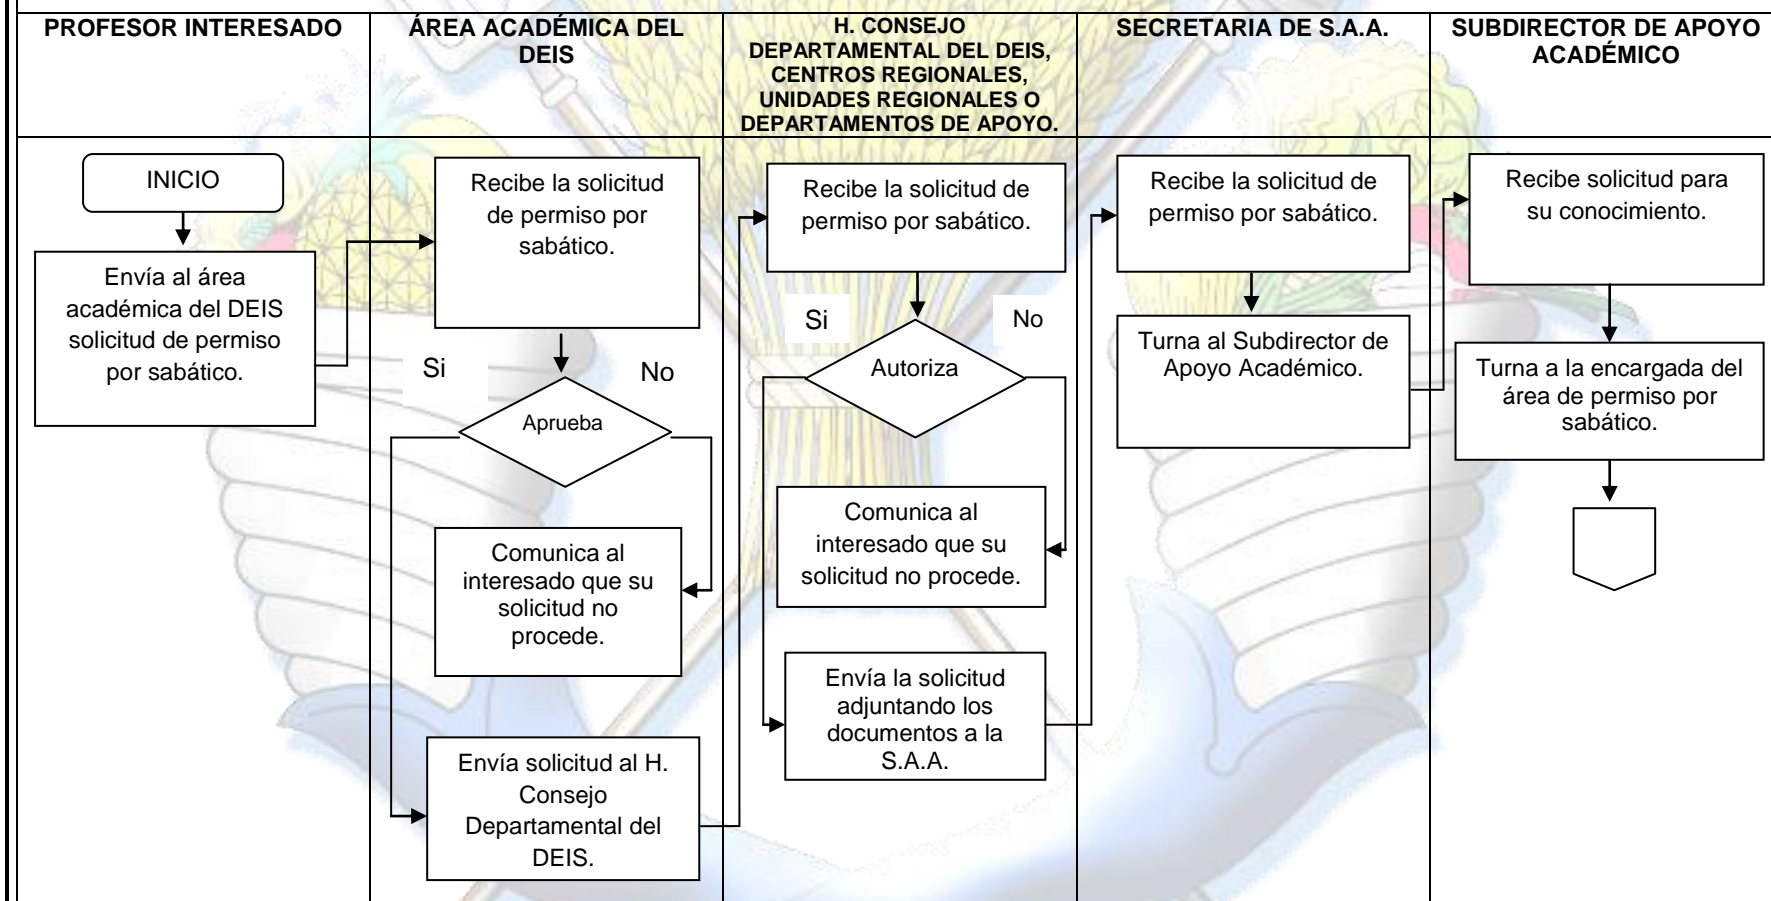 PROFESOR INTERESADO
ÁREA ACADÉMICA DEL
DEIS
H. CONSEJO
DEPARTAMENTAL DEL DEIS,
CENTROS REGIONALES,
UNIDADES REGIONALES O
DEPARTAMENTOS DE APOYO.
SECRETARIA DE S.A.A.
SUBDIRECTOR DE APOYO
ACADÉMICO
INICIO
Envía al área
académica del DEIS
solicitud de permiso
por sabático.
Recibe la solicitud
de permiso por
sabático.
Si
No
Aprueba
Comunica al
interesado que su
solicitud no
procede.
Envía solicitud al H.
Consejo
Departamental del
DEIS.
Recibe la solicitud de
permiso por sabático.
Si
No
Autoriza
Comunica al
interesado que su
solicitud no procede.
Envía la solicitud
adjuntando los
documentos a la
S.A.A.
Recibe la solicitud de
permiso por sabático.
Turna al Subdirector de
Apoyo Académico.
Recibe solicitud para
su conocimiento.
Turna a la encargada del
área de permiso por
sabático.